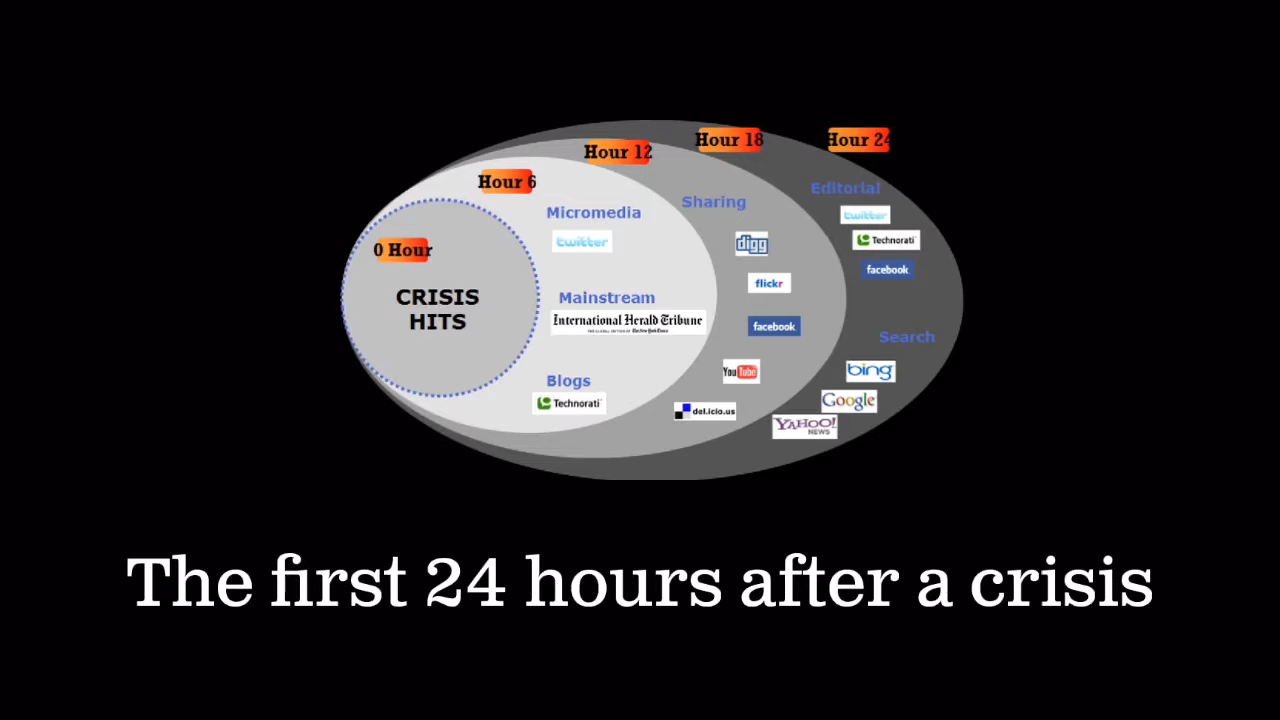 Hour 18
Hour 24
Hour 12
Hour 6
Editorial
Sharing
Micromedia
twitter
Technorati
twitter
digg
0 Hour
facebook
flickr
CRISIS
HITS
Mainstream
International Herald Tribune
facebook
Search
YouTube
bing
Blogs
Technorati
Google
del.icio.us
YAHOO!
NEWS
The first 24 hours after a crisis